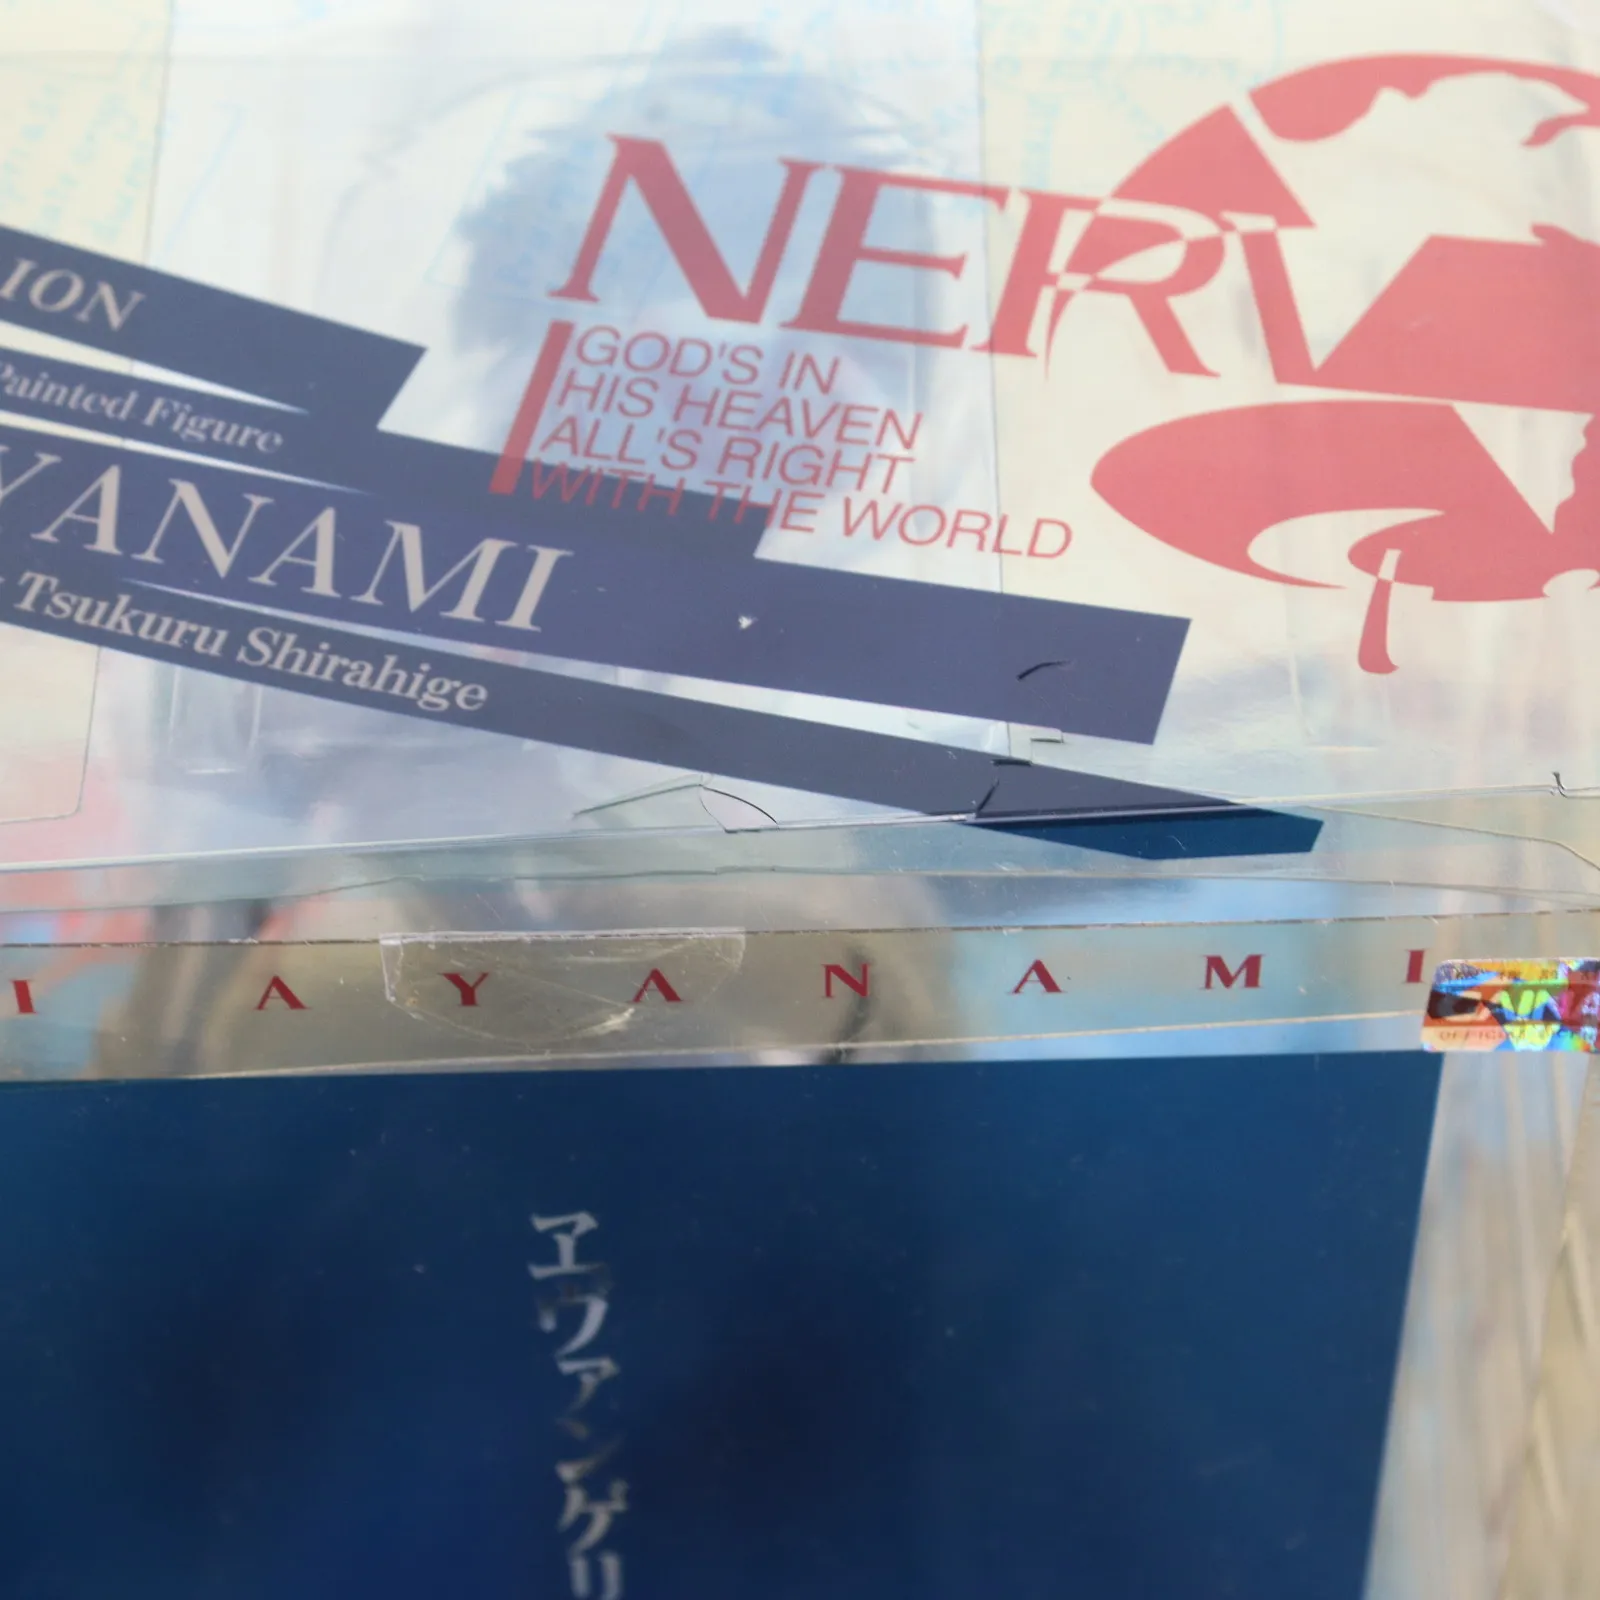 NERV
GOD'S IN
HIS HEAVEN
ALL'S RIGHT
WITH THE WORLD
ION
Painted Figure
YANAMI
Tsukuru Shirahige
I AYANAMI
ヱヴァンゲリ